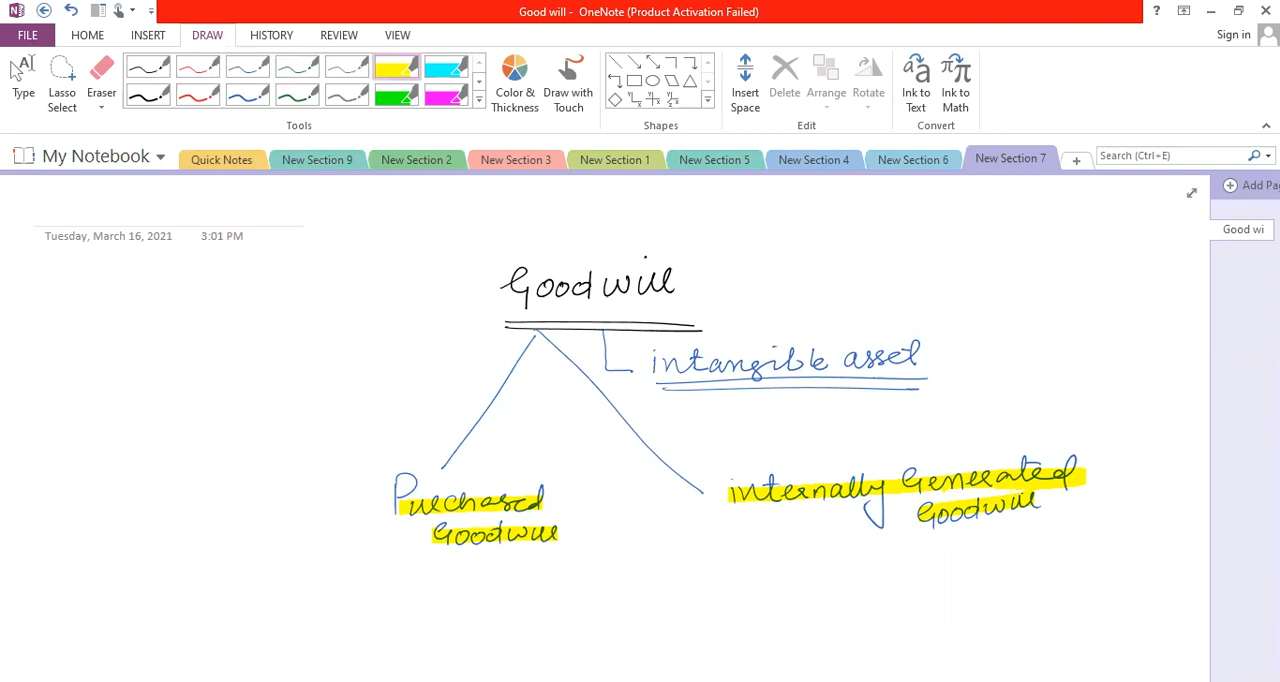 Good will - OneNote (Product Activation Failed)
?
FILE HOME INSERT DRAW HISTORY REVIEW VIEW
Sign in
Type
Lasso Select
Eraser
Color & Thickness
Draw with Touch
Insert Space
Delete
Arrange
Rotate
Ink to Text
Ink to Math
Tools
Shapes
Edit
Convert
My Notebook
Quick Notes New Section 9 New Section 2 New Section 3 New Section 1 New Section 5 New Section 4 New Section 6 New Section 7
Search (Ctrl+E)
Add Pa
Good wi
Tuesday, March 16, 2021 3:01 PM
Goodwill
intangible asset
Purchased
Goodwill
internally Generated
Goodwill